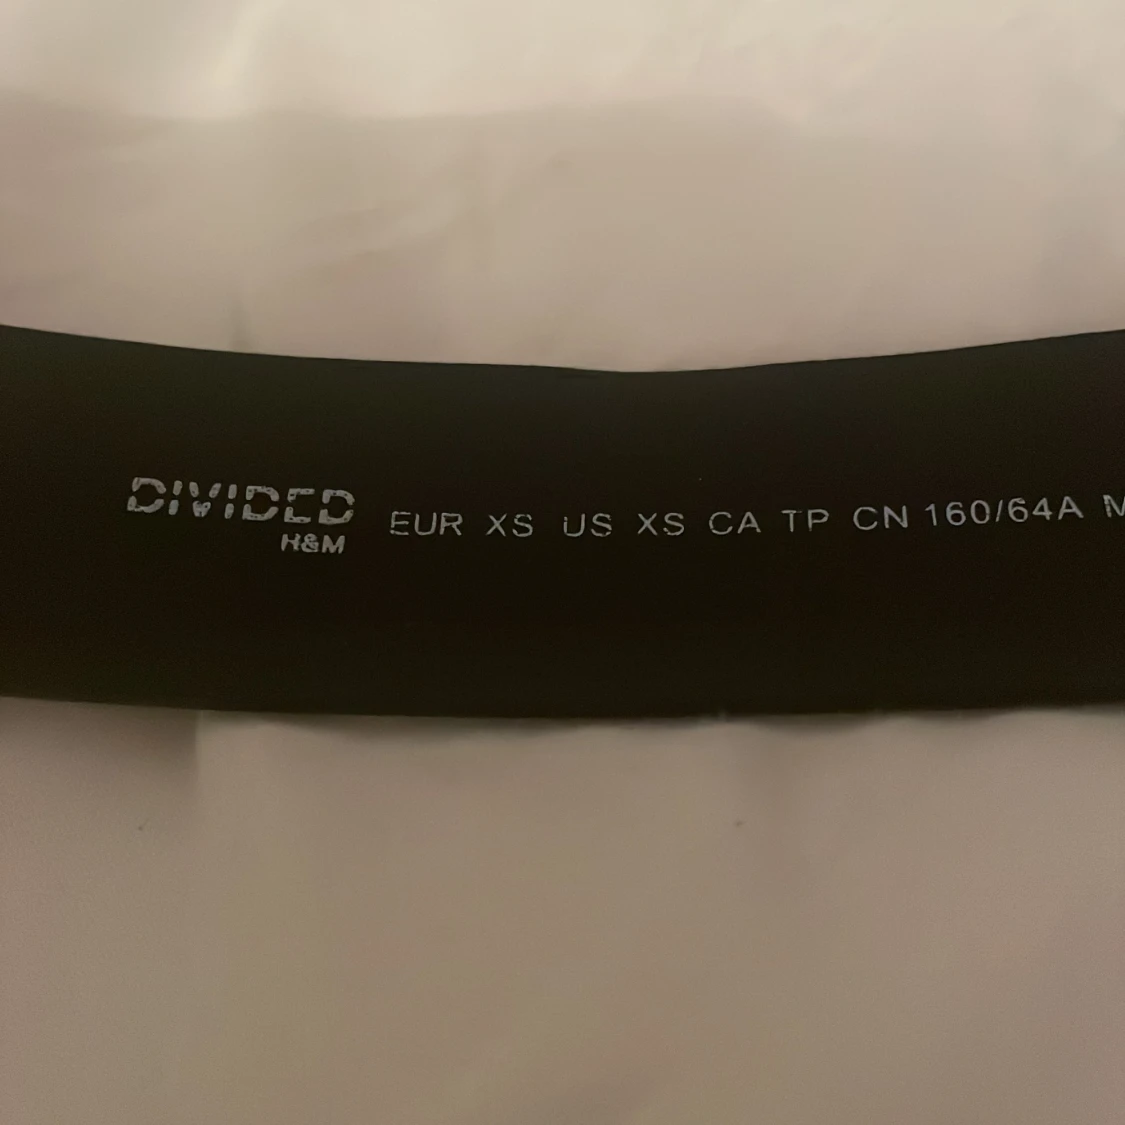 DIVIDED
H&M
EUR XS US XS CA TP CN 160/64A M